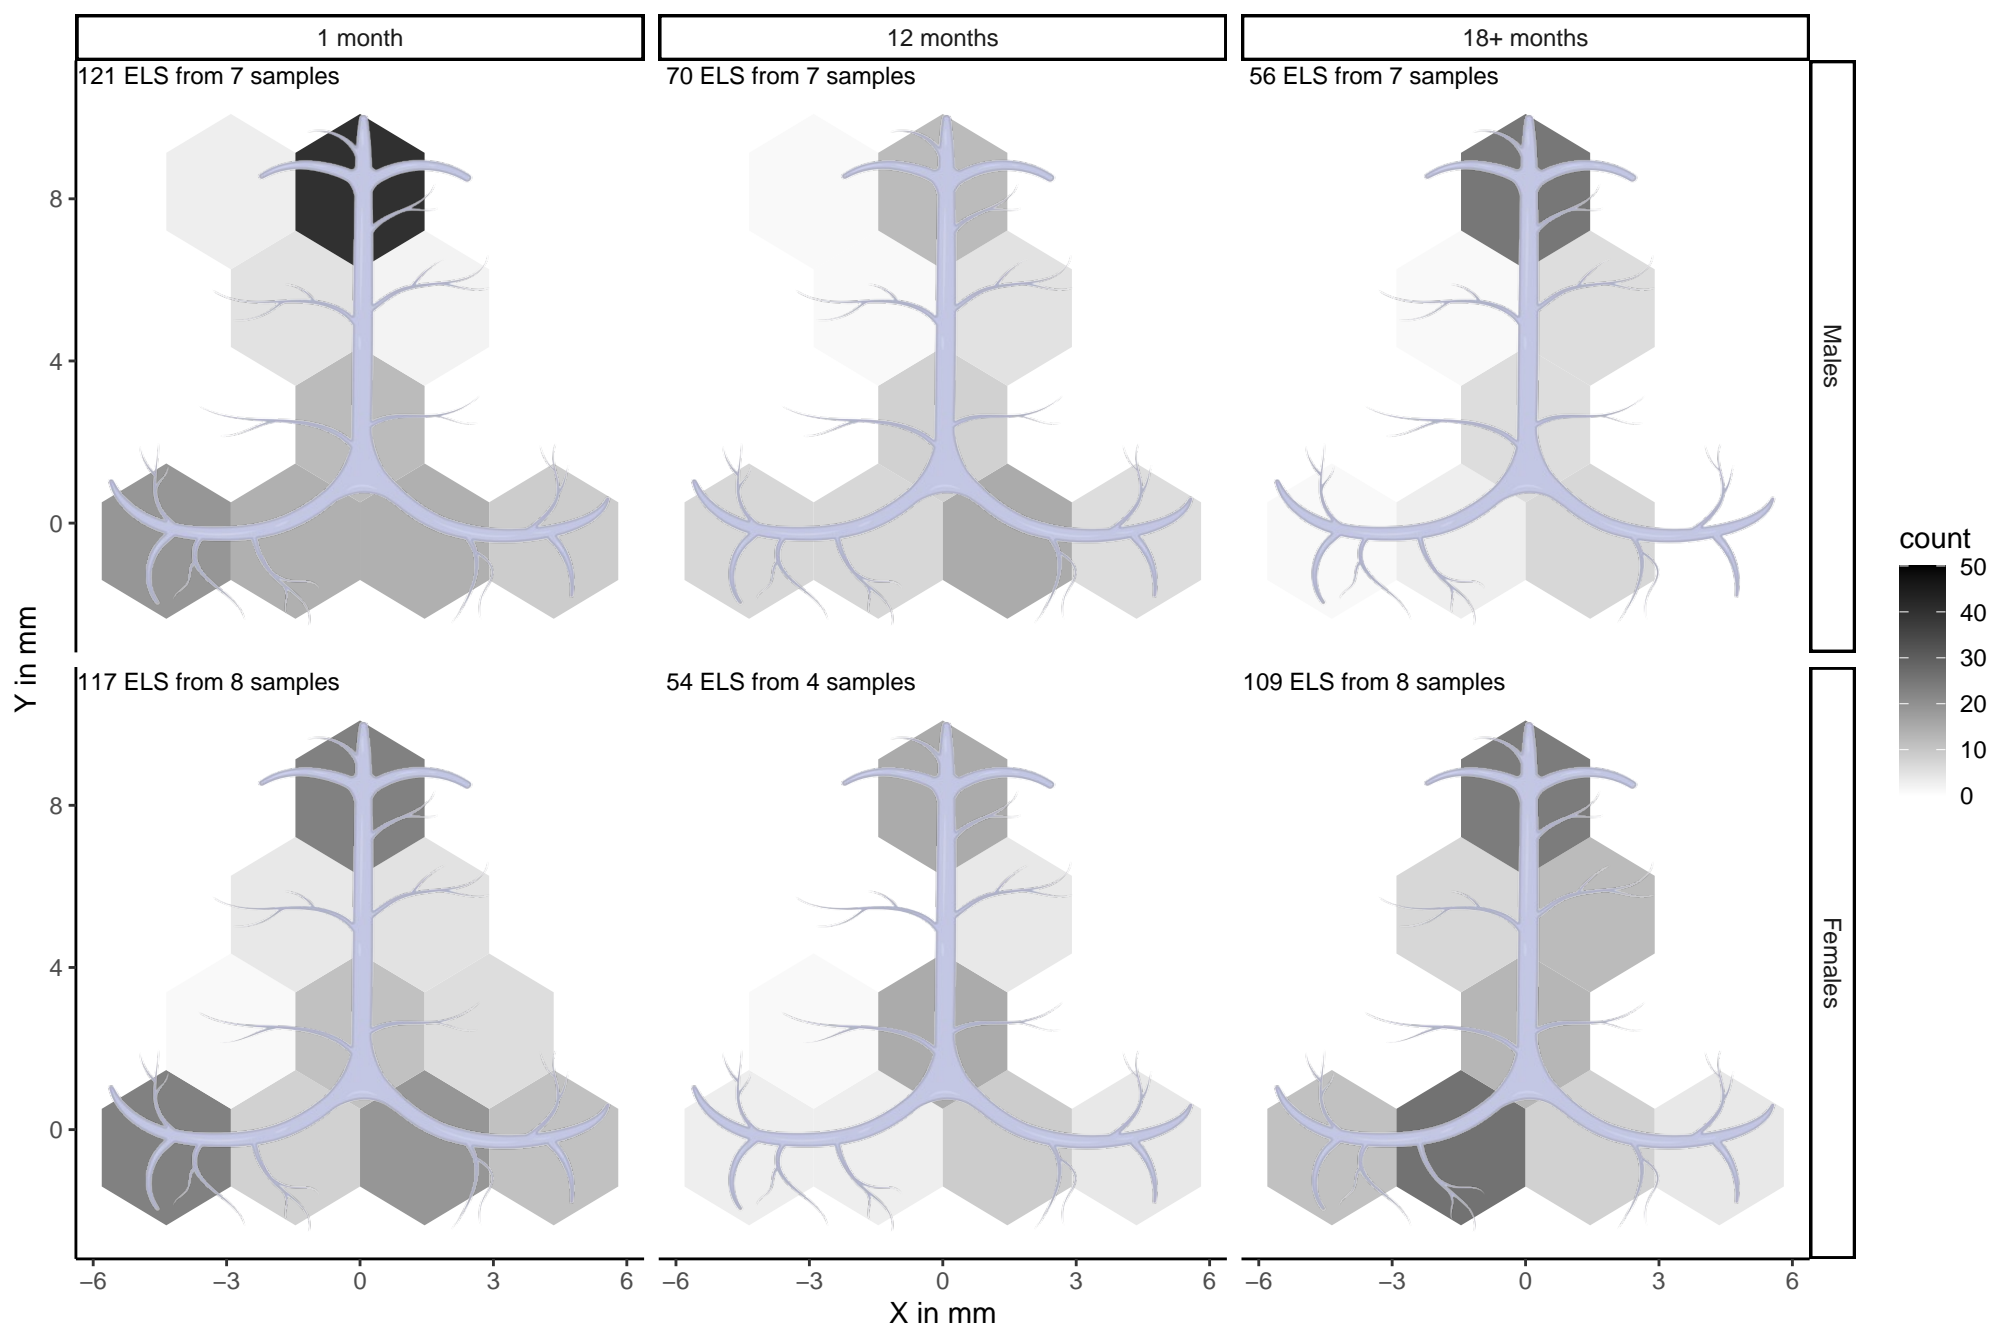 1 month
12 months
18+ months
121 ELS from 7 samples
70 ELS from 7 samples
56 ELS from 7 samples
8
4
0
Males
117 ELS from 8 samples
54 ELS from 4 samples
109 ELS from 8 samples
8
4
0
Females
Y in mm
−6
−3
0
3
6
−6
−3
0
3
6
−6
−3
0
3
6
X in mm
count
50
40
30
20
10
0